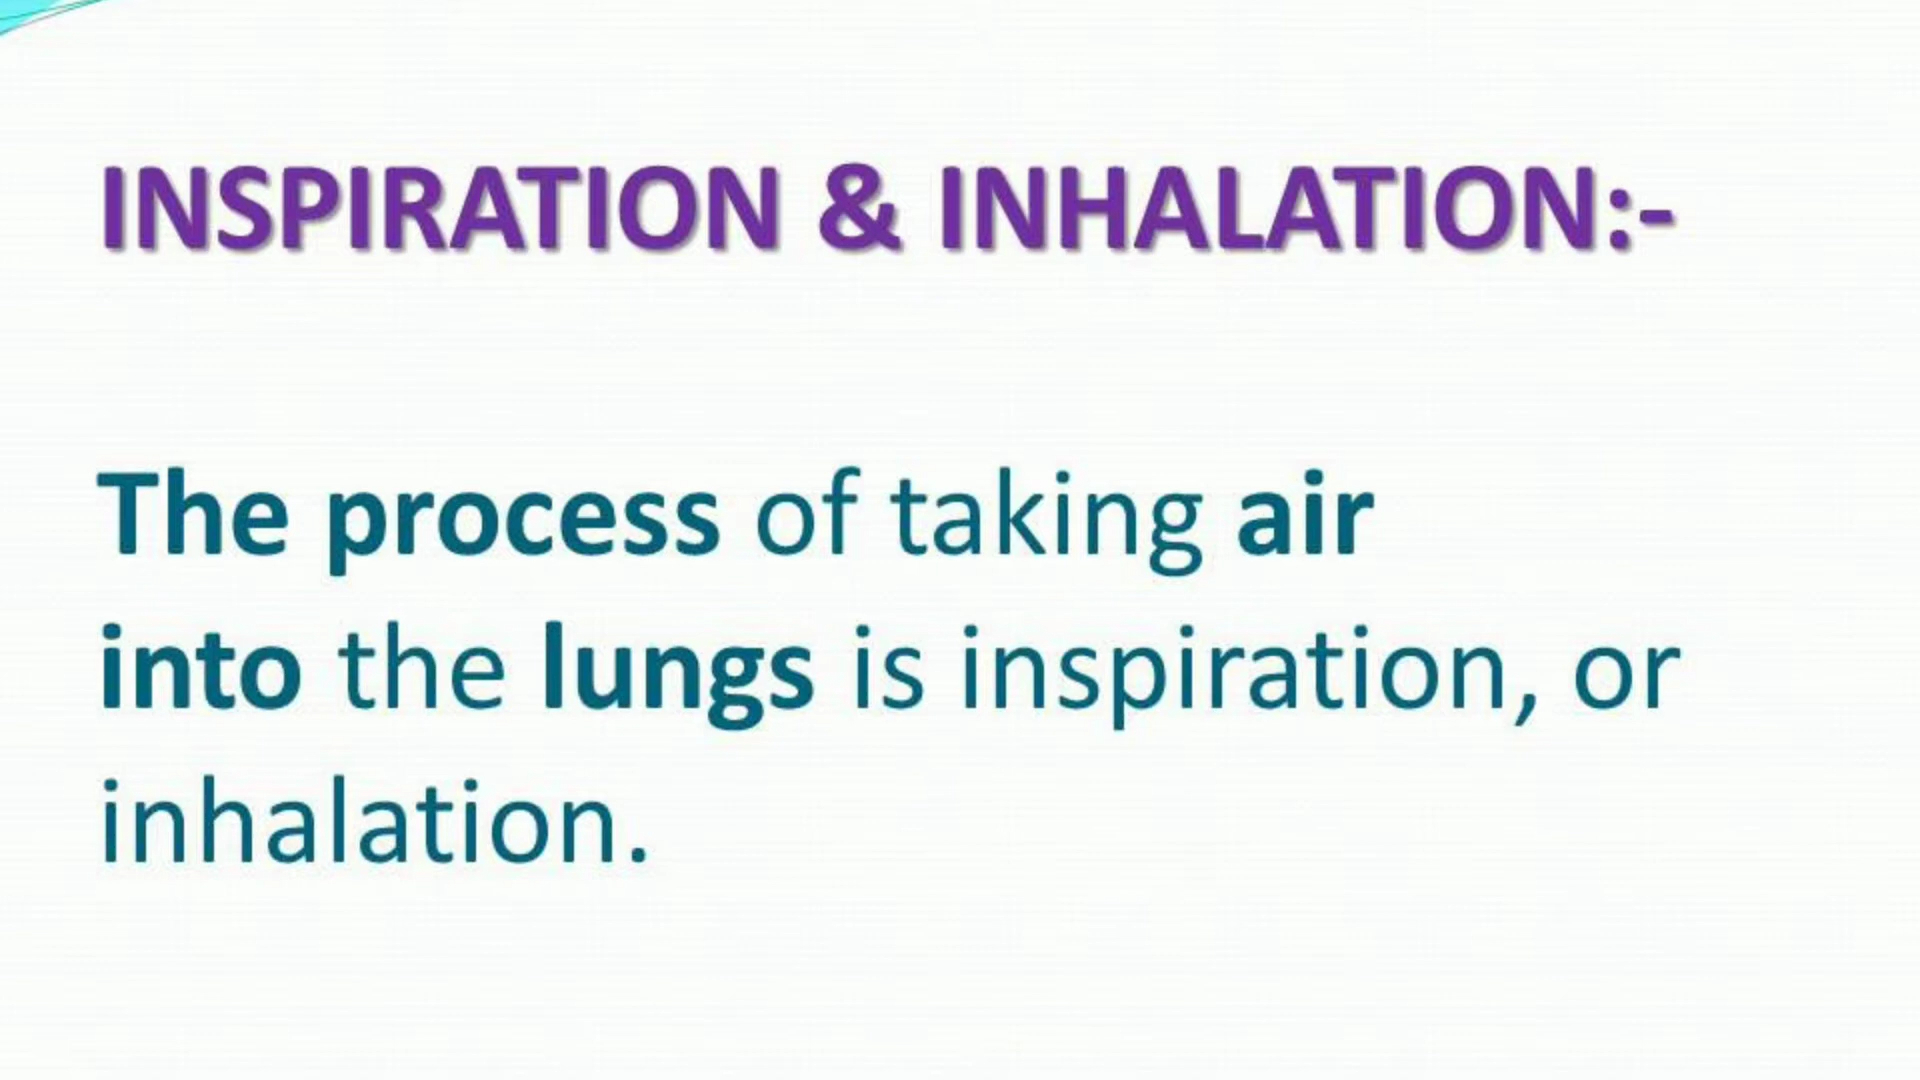 INSPIRATION & INHALATION:-
The process of taking air
into the lungs is inspiration, or
inhalation.